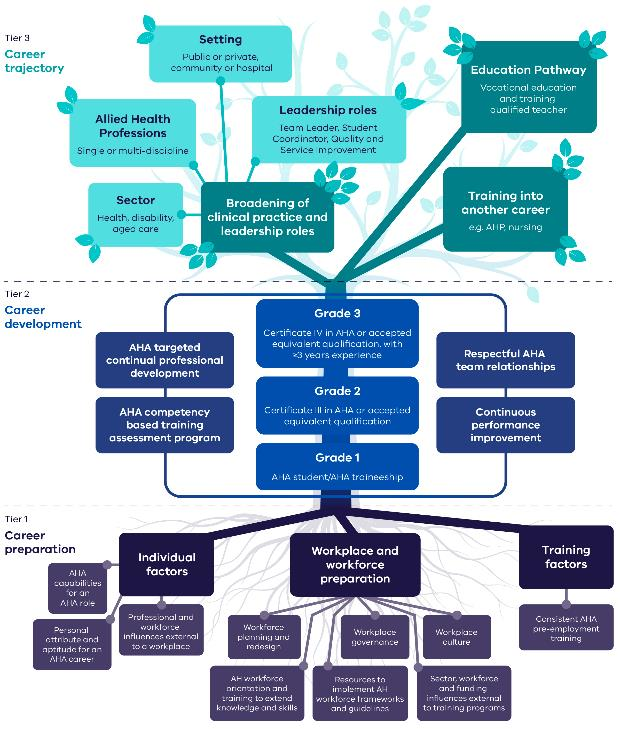 Tier 3
Career
trajectory
Setting
Public or private,
community or hospital
Education Pathway
Vocational education
and training
qualified teacher
Allied Health
Professions
Single or multi-discipline
Leadership roles
Team Leader, Student
Coordinator, Quality and
Service Improvement
Sector
Health, disability,
aged care
Broadening of
clinical practice and
leadership roles
Training into
another career
e.g. AHP, nursing
Tier 2
Career
development
Grade 3
Certificate IV in AHA or accepted
equivalent qualification, with
≥3 years experience
AHA targeted
continual professional
development
Respectful AHA
team relationships
Grade 2
Certificate III in AHA or accepted
equivalent qualification
AHA competency
based training
assessment program
Continuous
performance
improvement
Grade 1
AHA student/AHA traineeship
Tier 1
Career
preparation
Individual
factors
Workplace and
workforce
preparation
Training
factors
AHA
capabilities
for an
AHA role
Personal
attribute and
aptitude for an
AHA career
Professional and
workforce
influences external
to a workplace
Workforce
planning and
redesign
Workplace
governance
Workplace
culture
Consistent AHA
pre-employment
training
AH workforce
orientation and
training to extend
knowledge and skills
Resources to
implement AH
workforce frameworks
and guidelines
Sector, workforce
and funding
influences external
to training programs